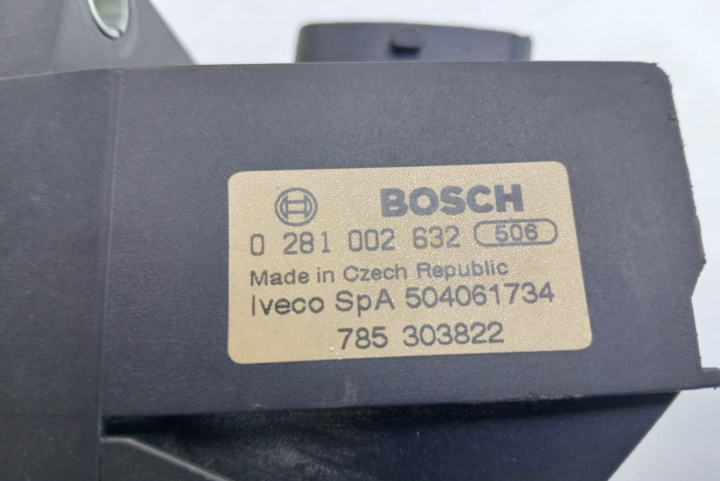 BOSCH
0 281 002 632 506
Made in Czech Republic
Iveco SpA 504061734
785 303822